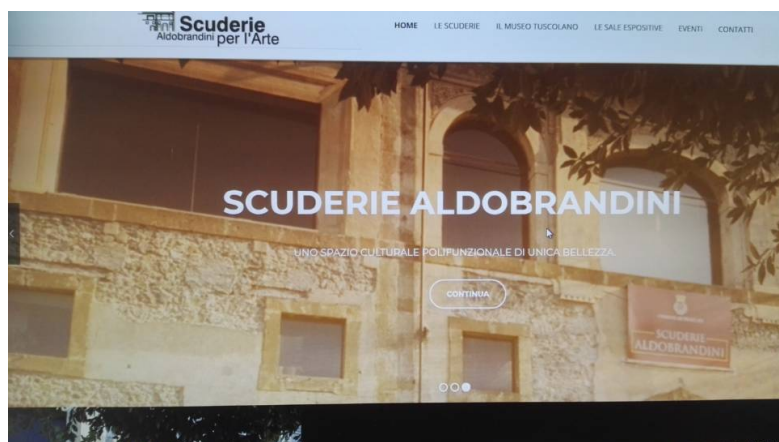 Scuderie
Aldobrandini per l'Arte
HOME LE SCUDERIE IL MUSEO TUSCOLANO LE SALE ESPOSITIVE EVENTI CONTATTI
SCUDERIE ALDOBRANDINI
UNO SPAZIO CULTURALE POLIFUNZIONALE DI UNICA BELLEZZA.
CONTINUA
SCUDERIE
ALDOBRANDINI